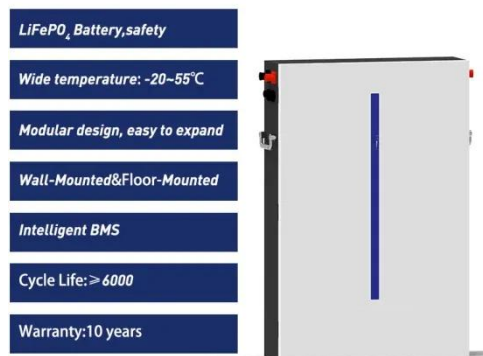 LiFePO₄ Battery,safety
Wide temperature: -20~55℃
Modular design, easy to expand
Wall-Mounted&Floor-Mounted
Intelligent BMS
Cycle Life:≥6000
Warranty:10 years